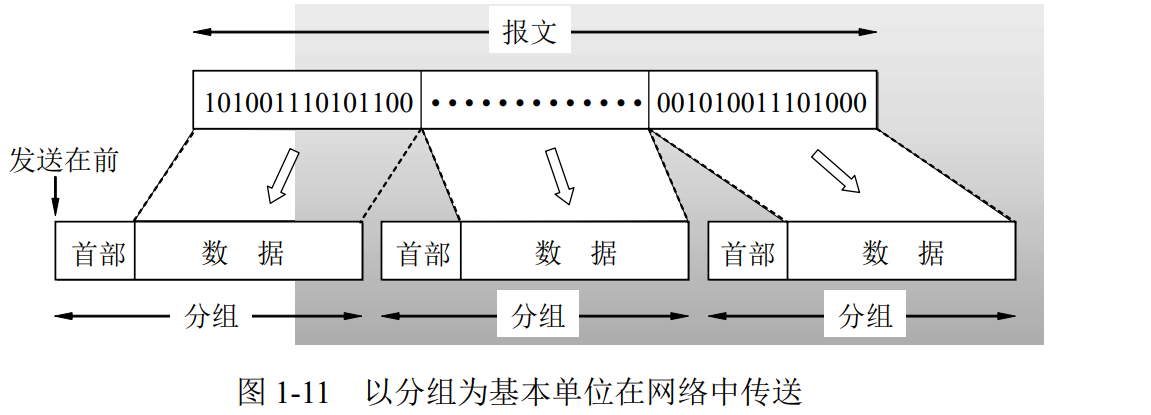 报文
101001110101100 ············· 001010011101000
发送在前
首部 数 据 首部 数 据 首部 数 据
分组 分组 分组
图 1-11 以分组为基本单位在网络中传送